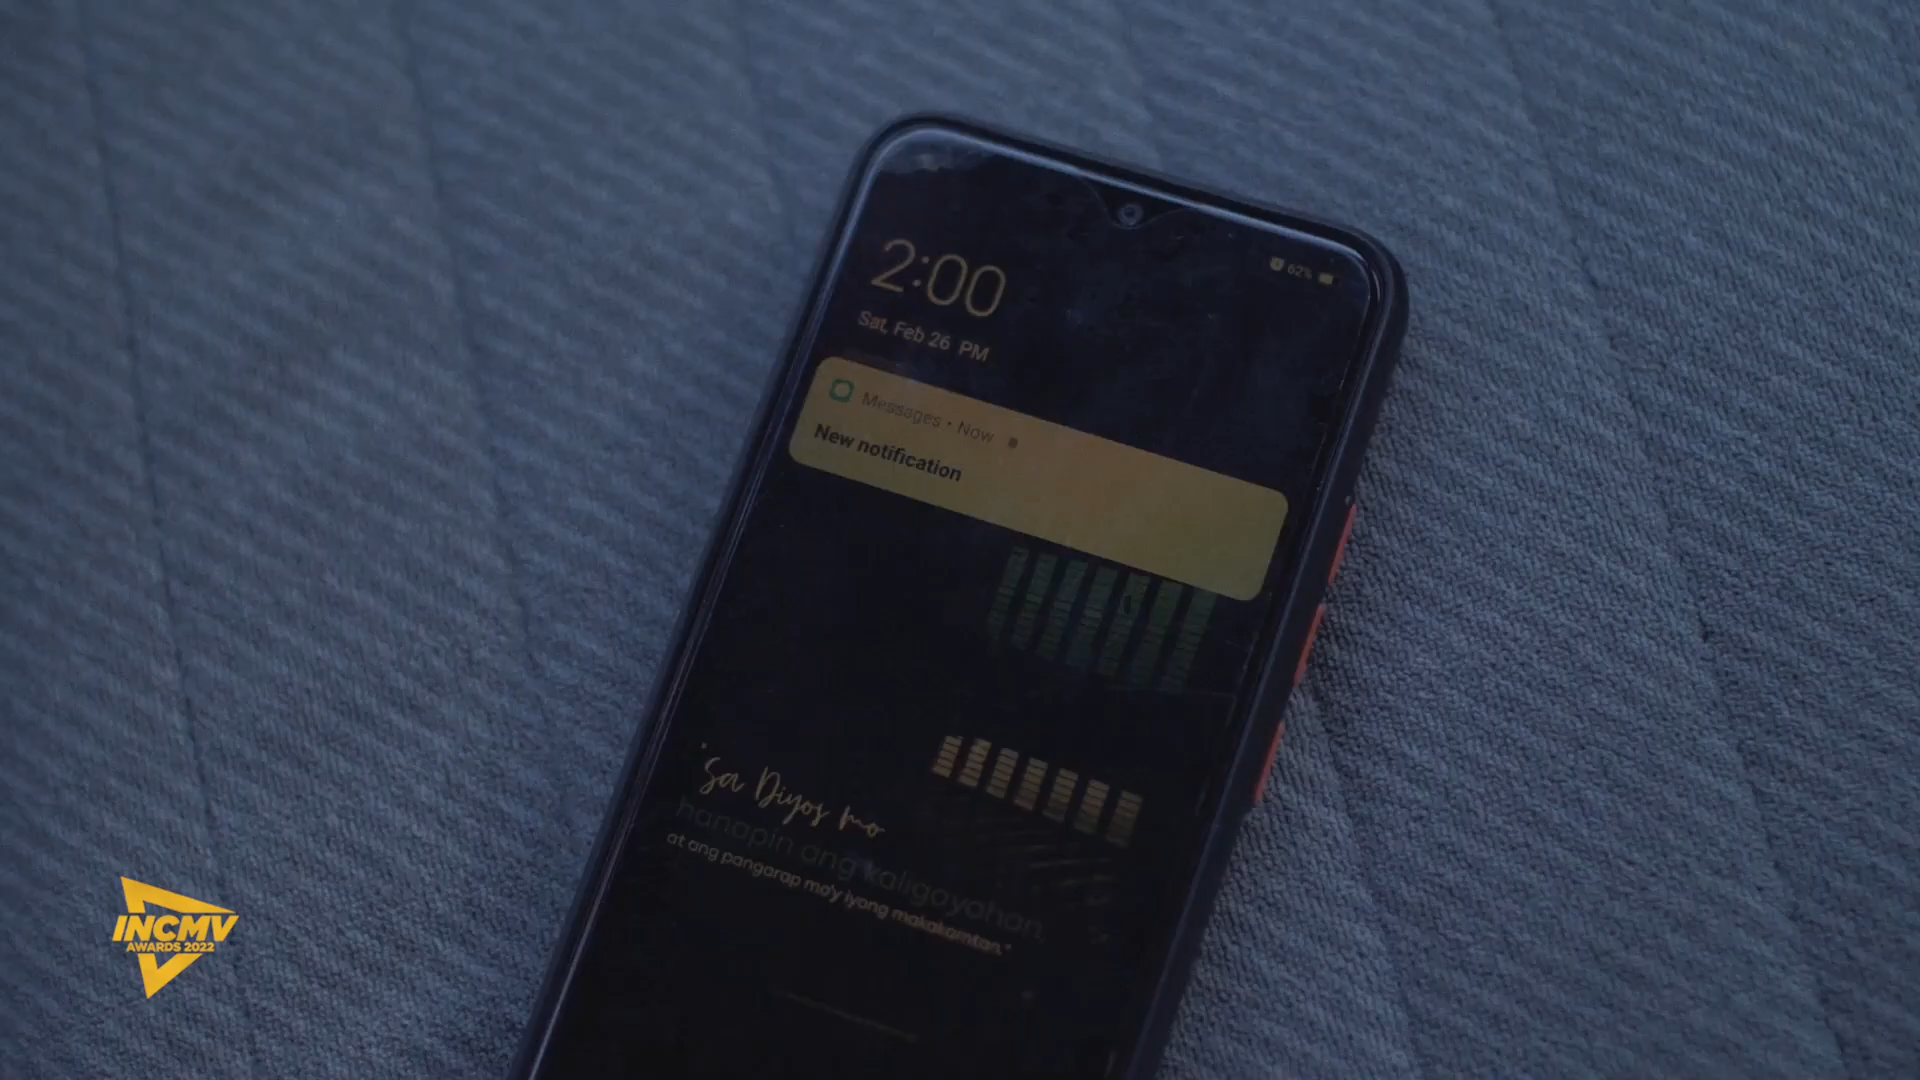 2:00
62%
Sat, Feb 26 PM
Messages • Now
New notification
"Sa Diyos mo
hanapin ang kaligayahan,
at ang pangarap mo'y iyong makakamtan."
INCMV
AWARDS 2022